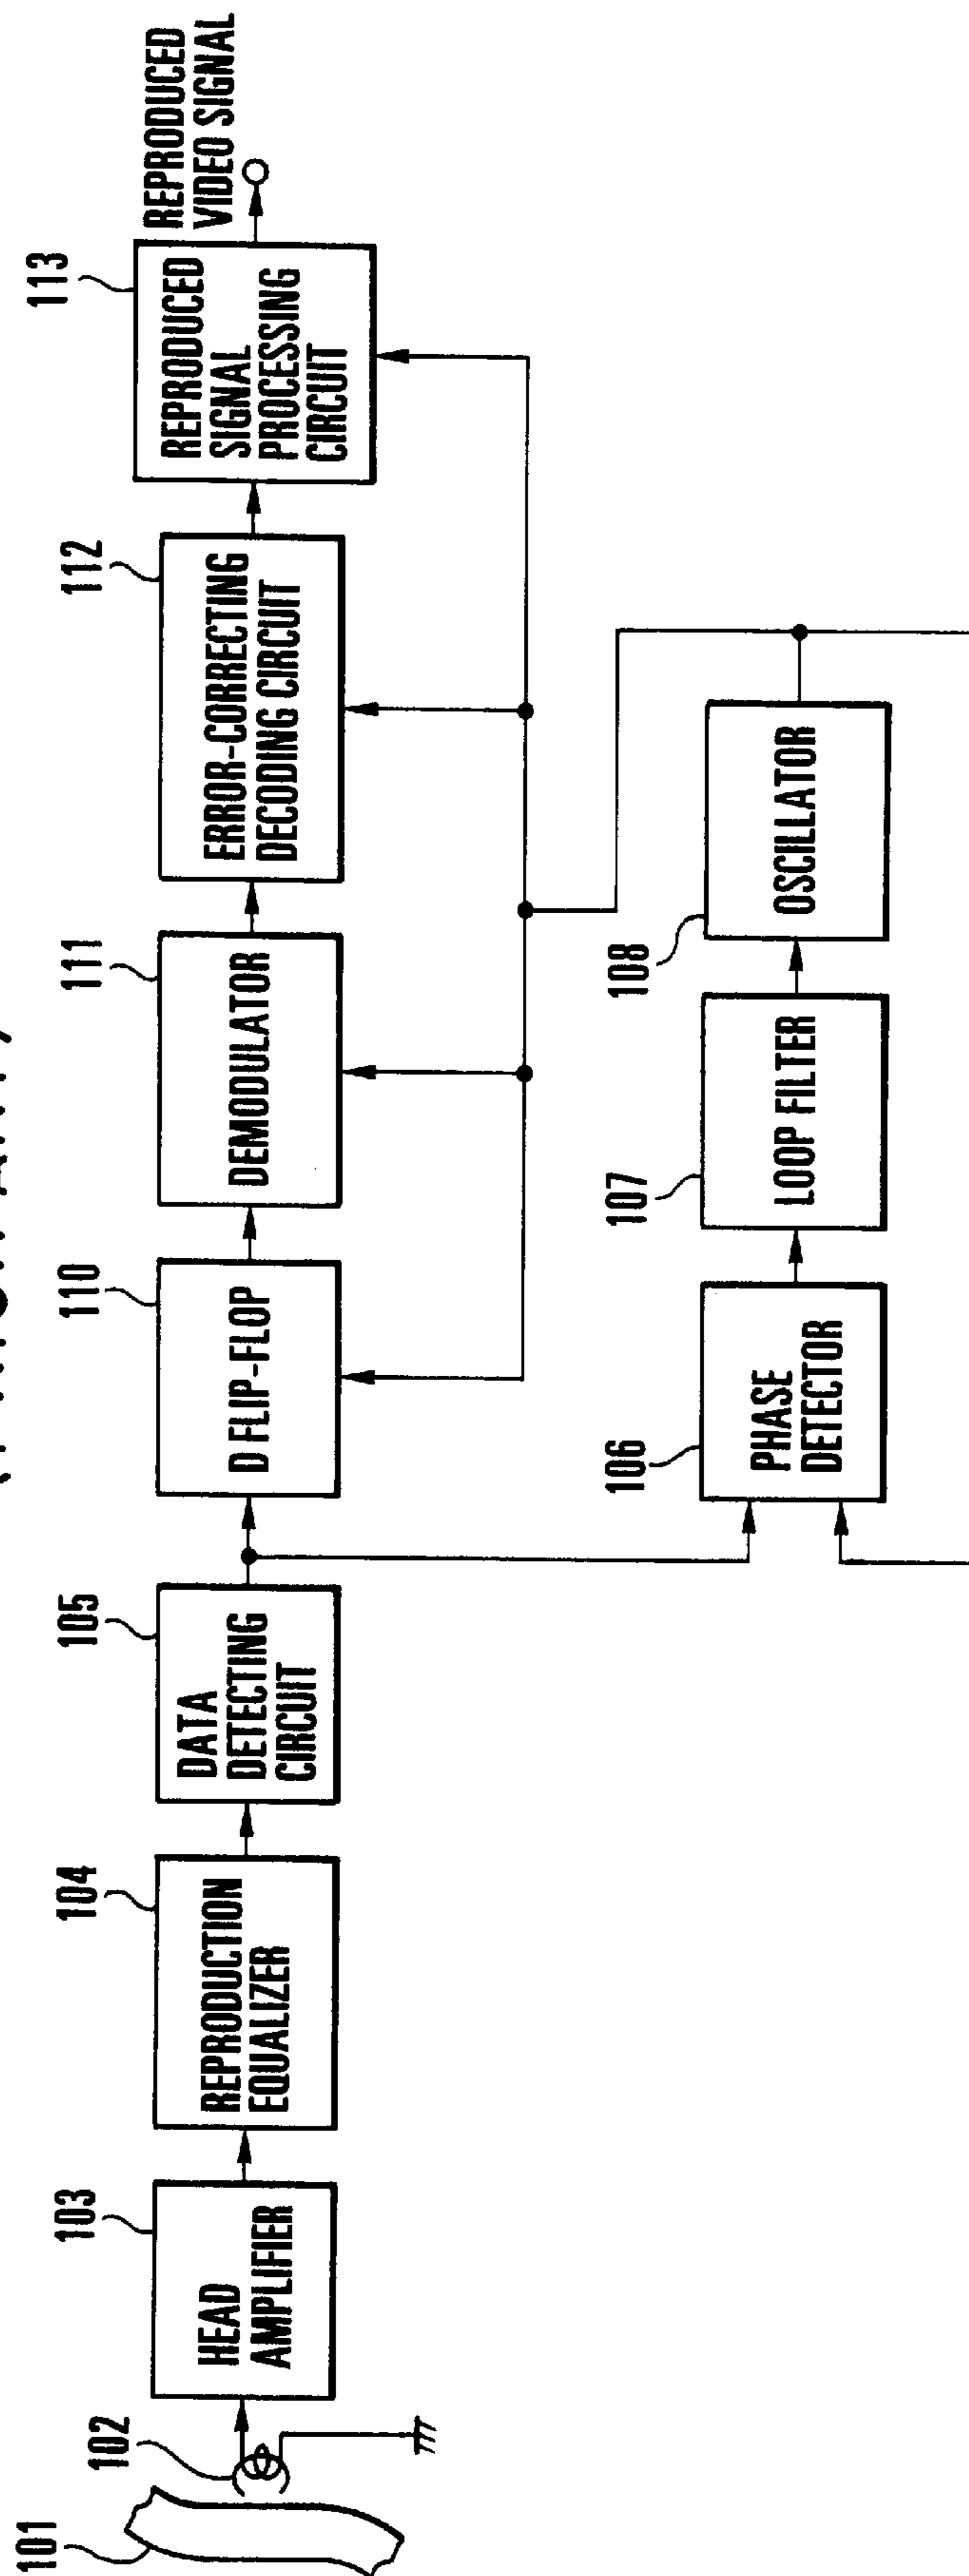 101
102
103
HEAD
AMPLIFIER
104
REPRODUCTION
EQUALIZER
105
DATA
DETECTING
CIRCUIT
110
D FLIP-FLOP
111
DEMODULATOR
112
ERROR-CORRECTING
DECODING CIRCUIT
113
REPRODUCED
SIGNAL
PROCESSING
CIRCUIT
REPRODUCED
VIDEO SIGNAL
106
PHASE
DETECTOR
107
LOOP FILTER
108
OSCILLATOR